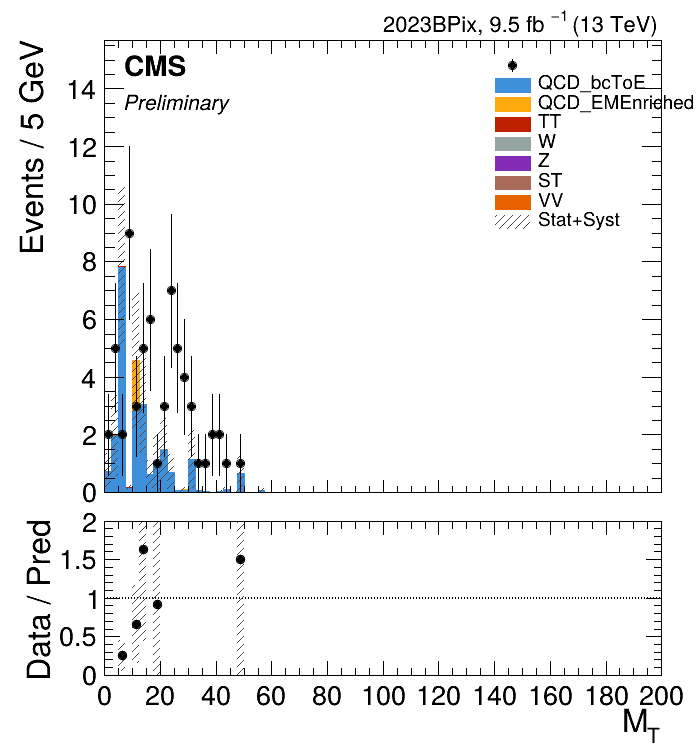 2023BPix, 9.5 fb⁻¹ (13 TeV)
CMS
Preliminary
Events / 5 GeV
14
12
10
8
6
4
2
0
QCD_bcToE
QCD_EMEnriehed
TT
W
Z
ST
VV
Stat+Syst
Data / Pred
2
1.5
1
0.5
0
0 20 40 60 80 100 120 140 160 180 200
M_T